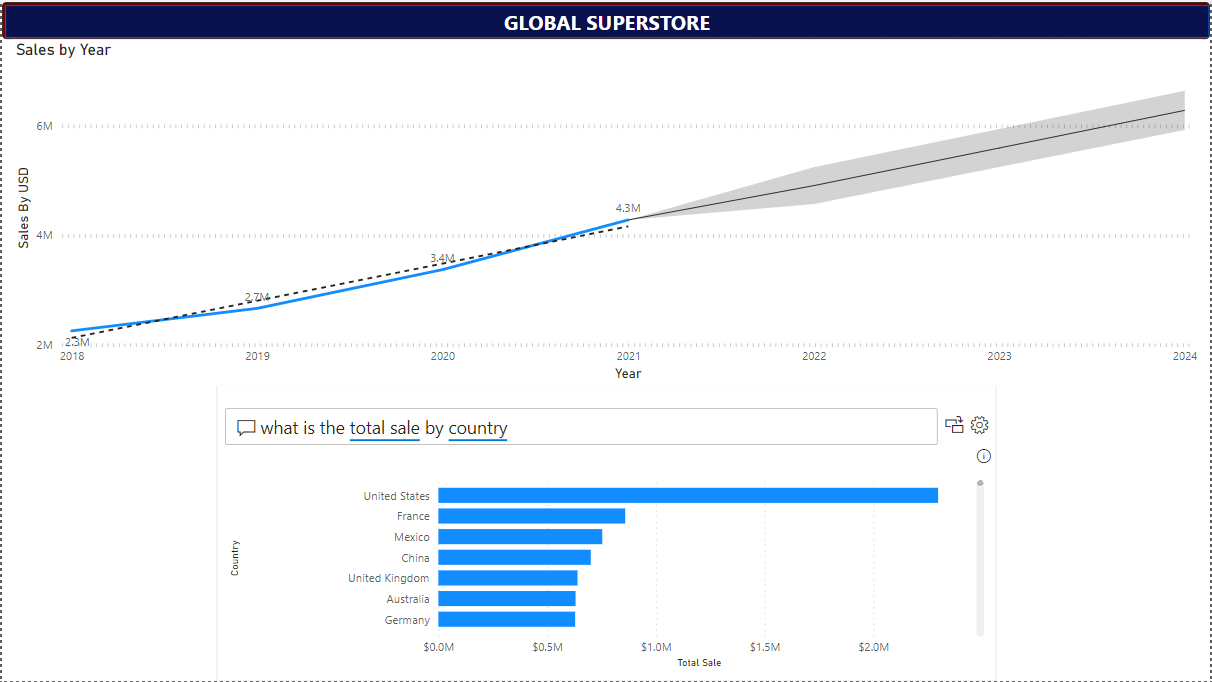 GLOBAL SUPERSTORE
Sales by Year
6M
4M
2M
Sales By USD
2.3M
2.7M
3.4M
4.3M
2018 2019 2020 2021 2022 2023 2024
Year
what is the total sale by country
Country
United States
France
Mexico
China
United Kingdom
Australia
Germany
$0.0M $0.5M $1.0M $1.5M $2.0M
Total Sale